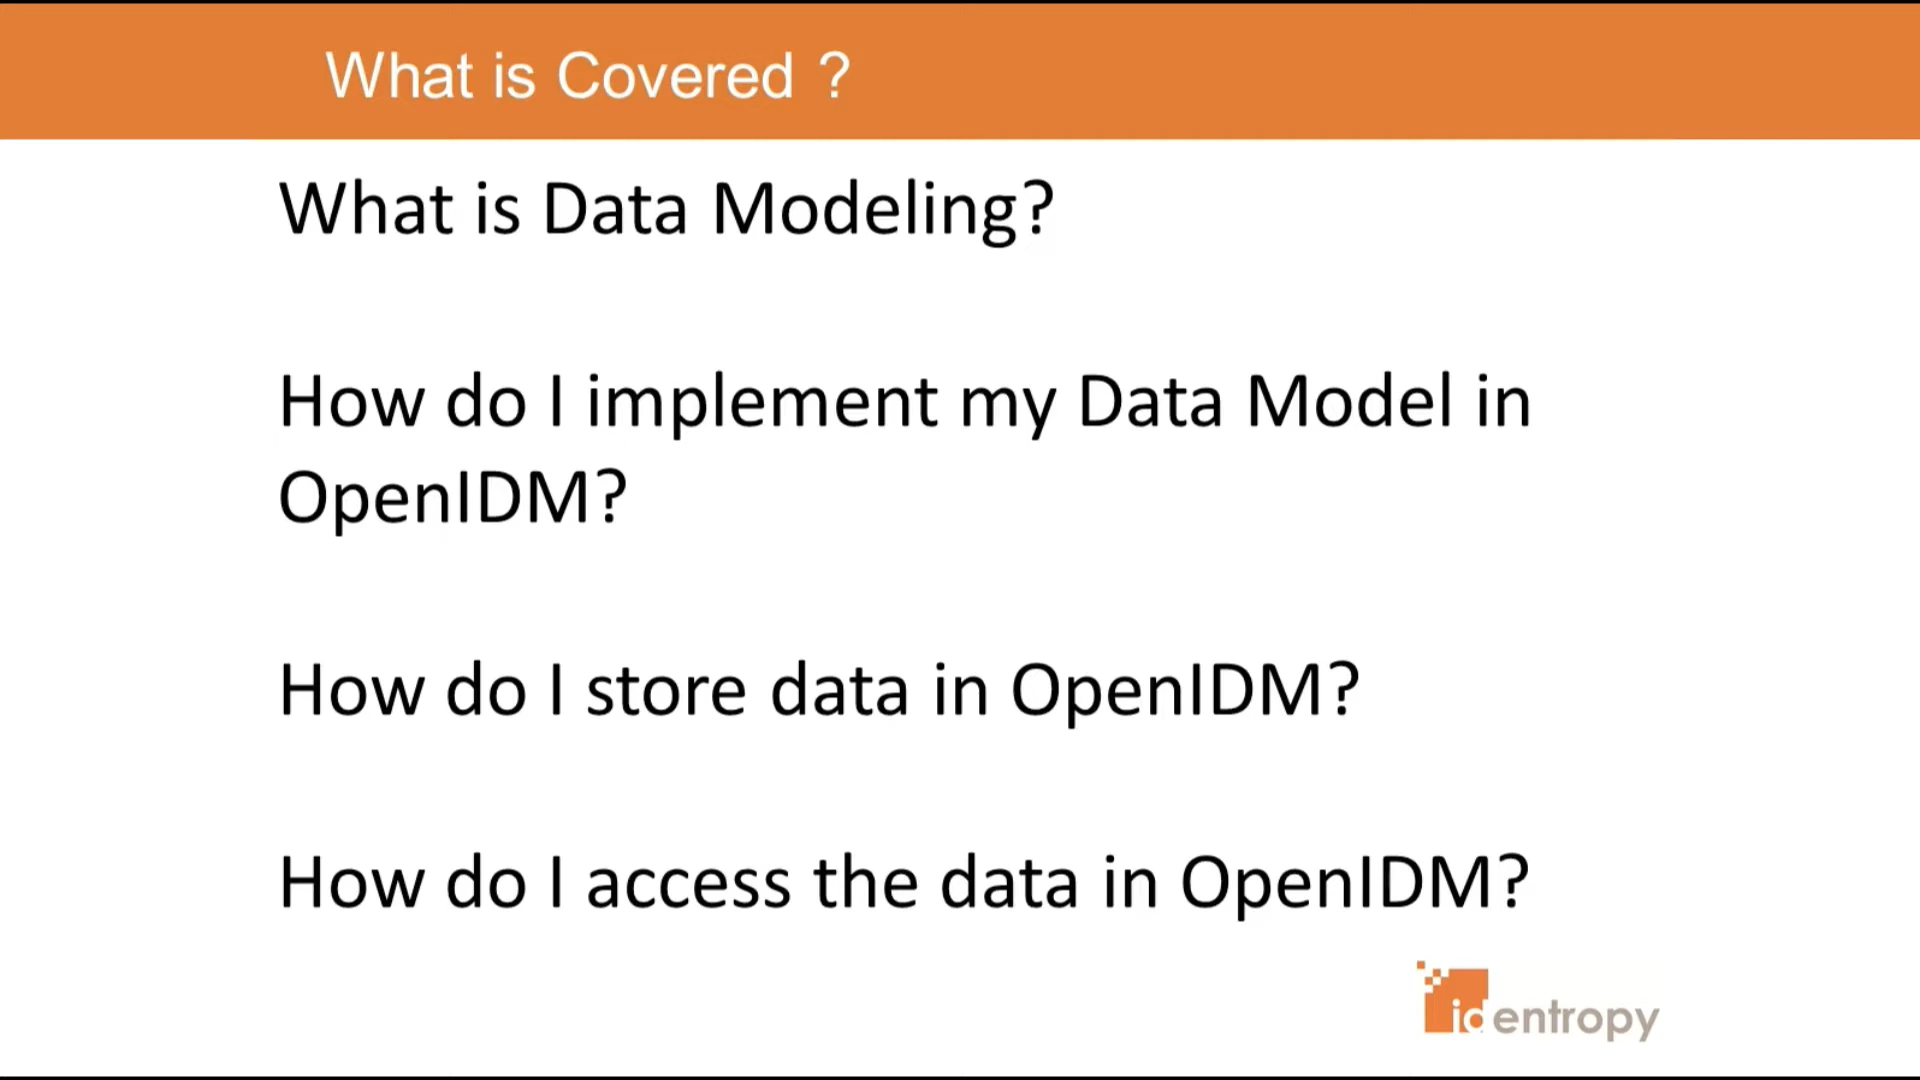 What is Covered ?
What is Data Modeling?
How do I implement my Data Model in
OpenIDM?
How do I store data in OpenIDM?
How do I access the data in OpenIDM?
identropy